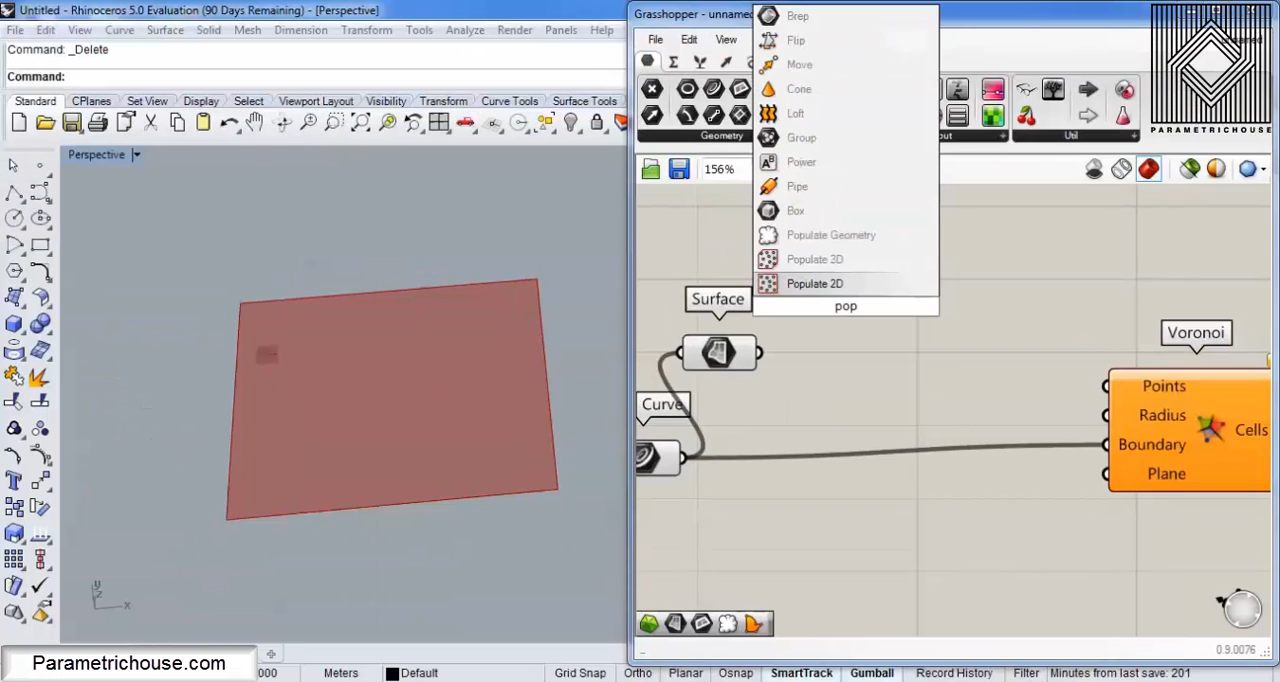 Untitled - Rhinoceros 5.0 Evaluation (90 Days Remaining) - [Perspective]
File Edit View Curve Surface Solid Mesh Dimension Transform Tools Analyze Render Panels Help
Command: _Delete
Command:
Standard CPlanes Set View Display Select Viewport Layout Visibility Transform Curve Tools Surface Tools
Perspective
y
z
x
Parametrichouse.com
000 Meters Default Grid Snap Ortho Planar Osnap SmartTrack Gumball Record History Filter Minutes from last save: 201
Grasshopper - unnamed
File Edit View
Geometry
Util
156%
Brep
Flip
Move
Cone
Loft
Group
Power
Pipe
Box
Populate Geometry
Populate 3D
Populate 2D
pop
Surface
Curve
Voronoi
Points
Radius
Boundary
Plane
Cells
0.9.0076
PARAMETRICHOUSE